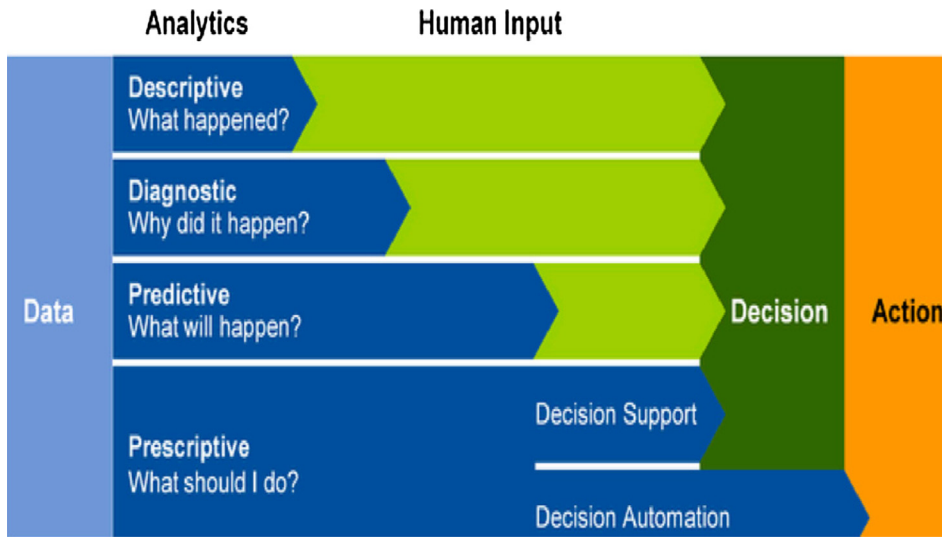 Analytics
Human Input
Descriptive
What happened?
Diagnostic
Why did it happen?
Data
Predictive
What will happen?
Decision
Action
Prescriptive
What should I do?
Decision Support
Decision Automation